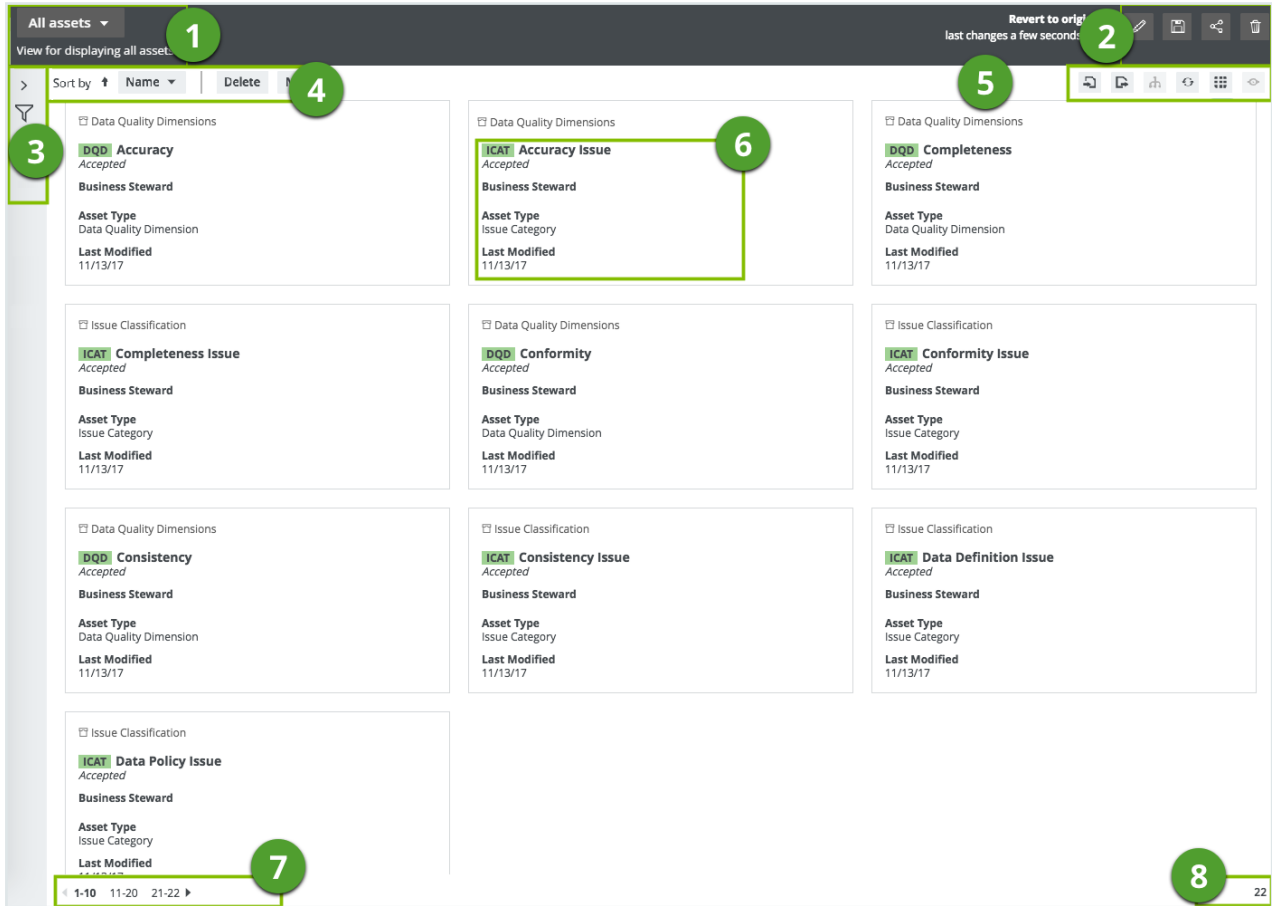 All assets
1
View for displaying all asset
Revert to orig
last changes a few seconds
2
3
Sort by Name Delete
4
5
Data Quality Dimensions
DQD Accuracy
Accepted
Business Steward
Asset Type
Data Quality Dimension
Last Modified
11/13/17
Data Quality Dimensions
ICAT Accuracy Issue
6
Accepted
Business Steward
Asset Type
Issue Category
Last Modified
11/13/17
Data Quality Dimensions
DQD Completeness
Accepted
Business Steward
Asset Type
Data Quality Dimension
Last Modified
11/13/17
Issue Classification
ICAT Completeness Issue
Accepted
Business Steward
Asset Type
Issue Category
Last Modified
11/13/17
Data Quality Dimensions
DQD Conformity
Accepted
Business Steward
Asset Type
Data Quality Dimension
Last Modified
11/13/17
Issue Classification
ICAT Conformity Issue
Accepted
Business Steward
Asset Type
Issue Category
Last Modified
11/13/17
Data Quality Dimensions
DQD Consistency
Accepted
Business Steward
Asset Type
Data Quality Dimension
Last Modified
11/13/17
Issue Classification
ICAT Consistency Issue
Accepted
Business Steward
Asset Type
Issue Category
Last Modified
11/13/17
Issue Classification
ICAT Data Definition Issue
Accepted
Business Steward
Asset Type
Issue Category
Last Modified
11/13/17
Issue Classification
ICAT Data Policy Issue
Accepted
Business Steward
Asset Type
Issue Category
Last Modified
7
1-10 11-20 21-22
8
22